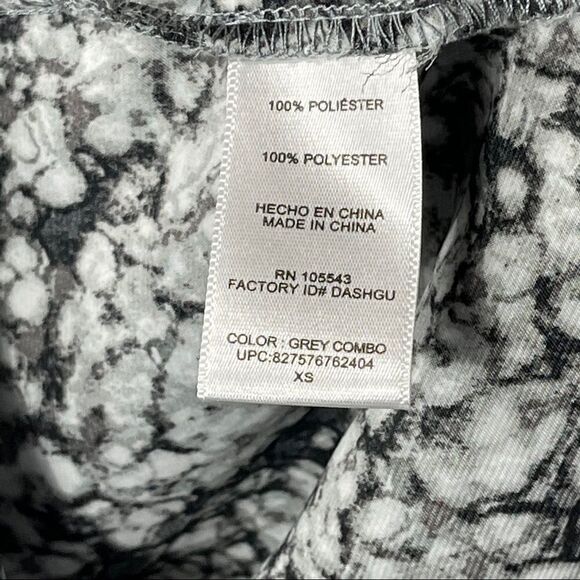 100% POLIÉSTER
100% POLYESTER
HECHO EN CHINA
MADE IN CHINA
RN 105543
FACTORY ID# DASHGU
COLOR : GREY COMBO
UPC:827576762404
XS